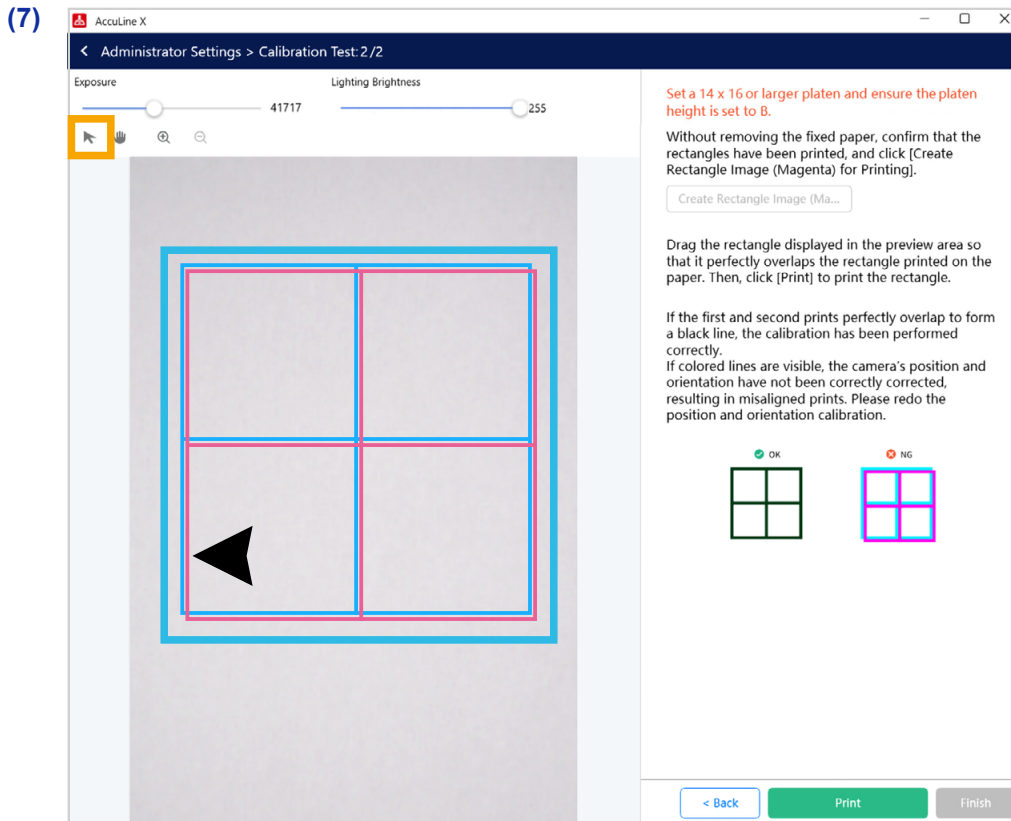 (7)
AccuLine X
< Administrator Settings > Calibration Test: 2/2
Exposure
41717
Lighting Brightness
255
Set a 14 x 16 or larger platen and ensure the platen
height is set to B.
Without removing the fixed paper, confirm that the
rectangles have been printed, and click [Create
Rectangle Image (Magenta) for Printing].
Create Rectangle Image (Ma...
Drag the rectangle displayed in the preview area so
that it perfectly overlaps the rectangle printed on the
paper. Then, click [Print] to print the rectangle.
If the first and second prints perfectly overlap to form
a black line, the calibration has been performed
correctly.
If colored lines are visible, the camera's position and
orientation have not been correctly corrected,
resulting in misaligned prints. Please redo the
position and orientation calibration.
OK
NG
< Back
Print
Finish